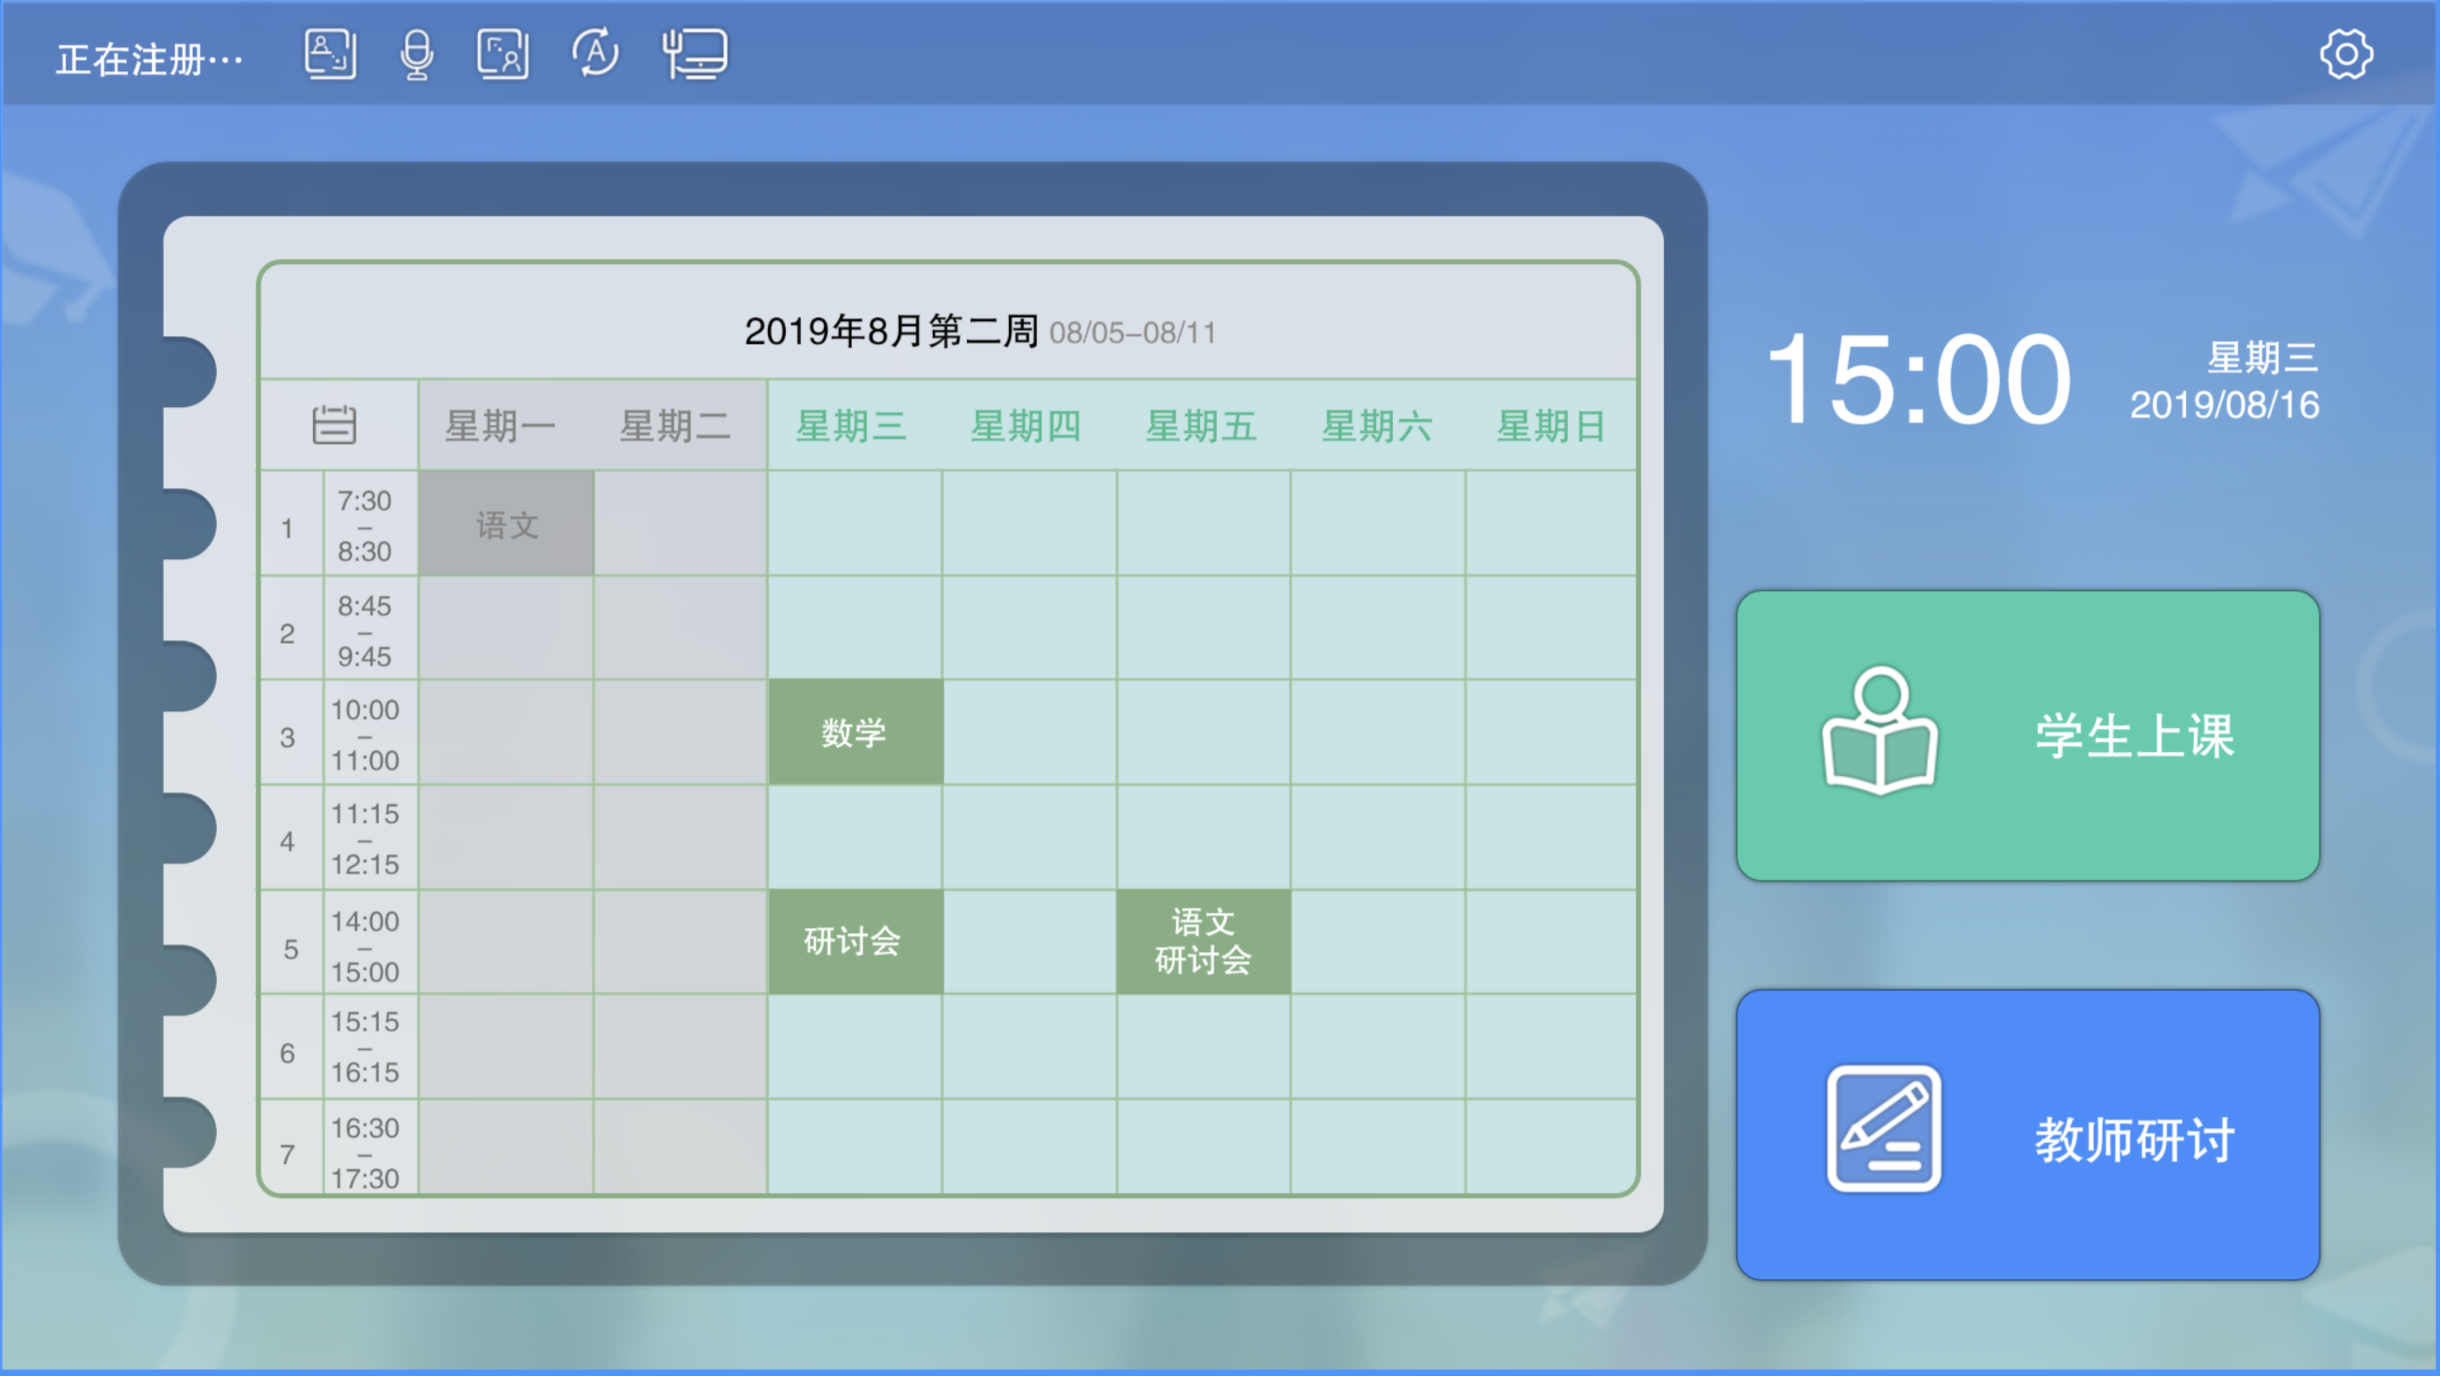 正在注册…
2019年8月第二周 08/05-08/11
星期一 星期二 星期三 星期四 星期五 星期六 星期日
1
7:30
–
8:30
语文
2
8:45
–
9:45
3
10:00
–
11:00
数学
4
11:15
–
12:15
5
14:00
–
15:00
研讨会
语文
研讨会
6
15:15
–
16:15
7
16:30
–
17:30
15:00
星期三
2019/08/16
学生上课
教师研讨